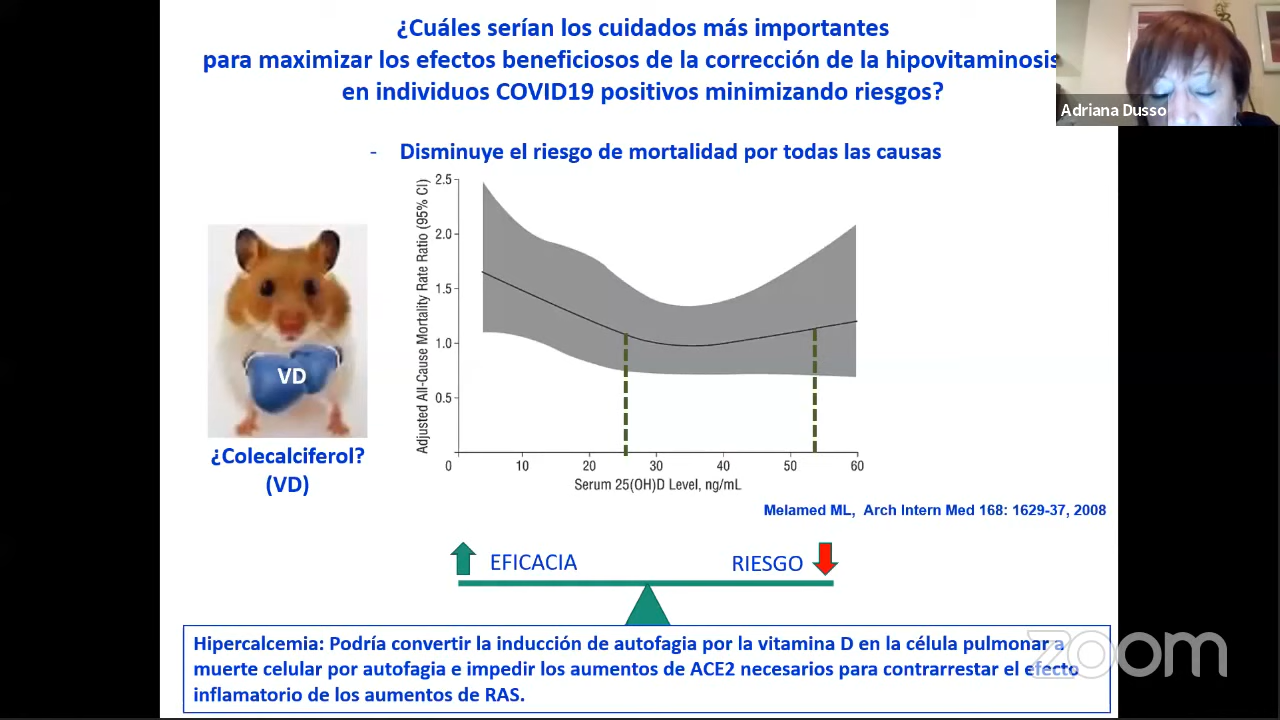 ¿Cuáles serían los cuidados más importantes
para maximizar los efectos beneficiosos de la corrección de la hipovitaminosis
en individuos COVID19 positivos minimizando riesgos?
Adriana Dusso
- Disminuye el riesgo de mortalidad por todas las causas
Adjusted All-Cause Mortality Rate Ratio (95% CI)
2.5
2.0
1.5
1.0
0.5
0 10 20 30 40 50 60
Serum 25(OH)D Level, ng/mL
VD
¿Colecalciferol?
(VD)
Melamed ML, Arch Intern Med 168: 1629-37, 2008
EFICACIA
RIESGO
Hipercalcemia: Podría convertir la inducción de autofagia por la vitamina D en la célula pulmonar a
muerte celular por autofagia e impedir los aumentos de ACE2 necesarios para contrarrestar el efecto
inflamatorio de los aumentos de RAS.
zoom